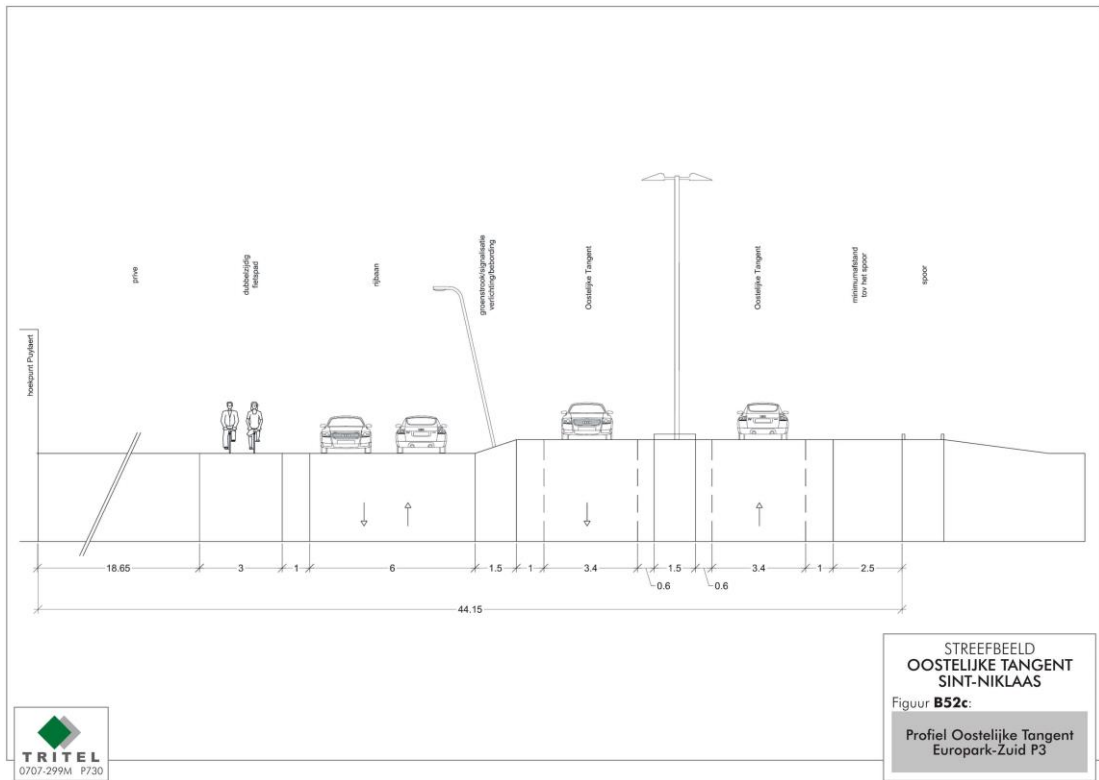 prive
dubbelzijdig
fietspad
rijbaan
groenstrook/signalisatie
verlichting/bebording
Oostelijke Tangent
Oostelijke Tangent
minimumafstand
tov het spoor
spoor
hoekpunt Puylaert
18.65
3
1
6
1.5
1
3.4
0.6
1.5
0.6
3.4
1
2.5
44.15
STREEFBEELD
OOSTELIJKE TANGENT
SINT-NIKLAAS
Figuur B52c:
Profiel Oostelijke Tangent
Europark-Zuid P3
TRITEL
0707-299M P730